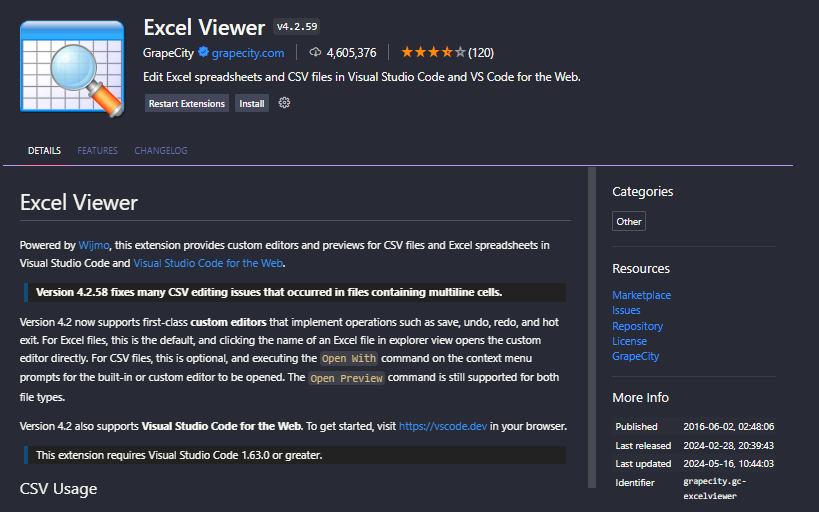 Excel Viewer v4.2.59
GrapeCity grapecity.com 4,605,376 (120)
Edit Excel spreadsheets and CSV files in Visual Studio Code and VS Code for the Web.
Restart Extensions Install
DETAILS FEATURES CHANGELOG
Excel Viewer
Powered by Wijmo, this extension provides custom editors and previews for CSV files and Excel spreadsheets in
Visual Studio Code and Visual Studio Code for the Web.
Version 4.2.58 fixes many CSV editing issues that occurred in files containing multiline cells.
Version 4.2 now supports first-class custom editors that implement operations such as save, undo, redo, and hot
exit. For Excel files, this is the default, and clicking the name of an Excel file in explorer view opens the custom
editor directly. For CSV files, this is optional, and executing the Open With command on the context menu
prompts for the built-in or custom editor to be opened. The Open Preview command is still supported for both
file types.
Version 4.2 also supports Visual Studio Code for the Web. To get started, visit https://vscode.dev in your browser.
This extension requires Visual Studio Code 1.63.0 or greater.
CSV Usage
Categories
Other
Resources
Marketplace
Issues
Repository
License
GrapeCity
More Info
Published 2016-06-02, 02:48:06
Last released 2024-02-28, 20:39:43
Last updated 2024-05-16, 10:44:03
Identifier grapecity.gc-
excelviewer